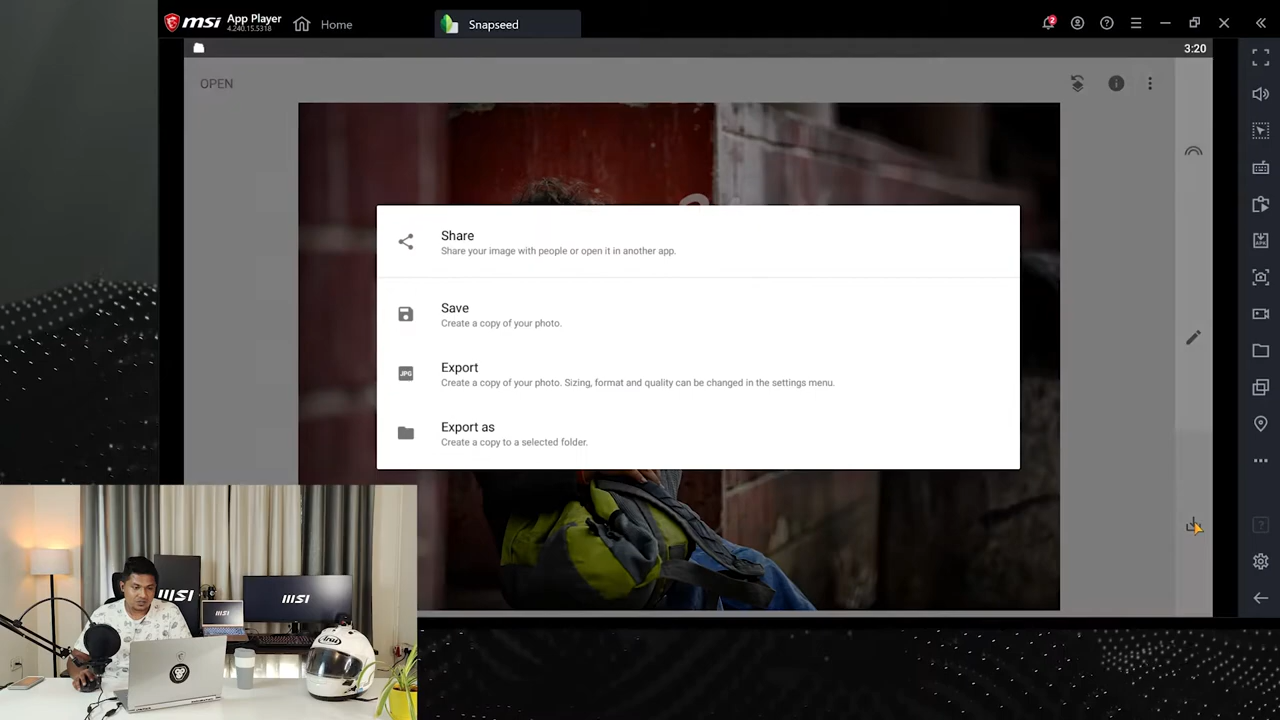 msi App Player
4.240.15.5318
Home
Snapseed
2
3:20
OPEN
Share
Share your image with people or open it in another app.
Save
Create a copy of your photo.
JPG
Export
Create a copy of your photo. Sizing, format and quality can be changed in the settings menu.
Export as
Create a copy to a selected folder.
msi
msi
msi
Arai